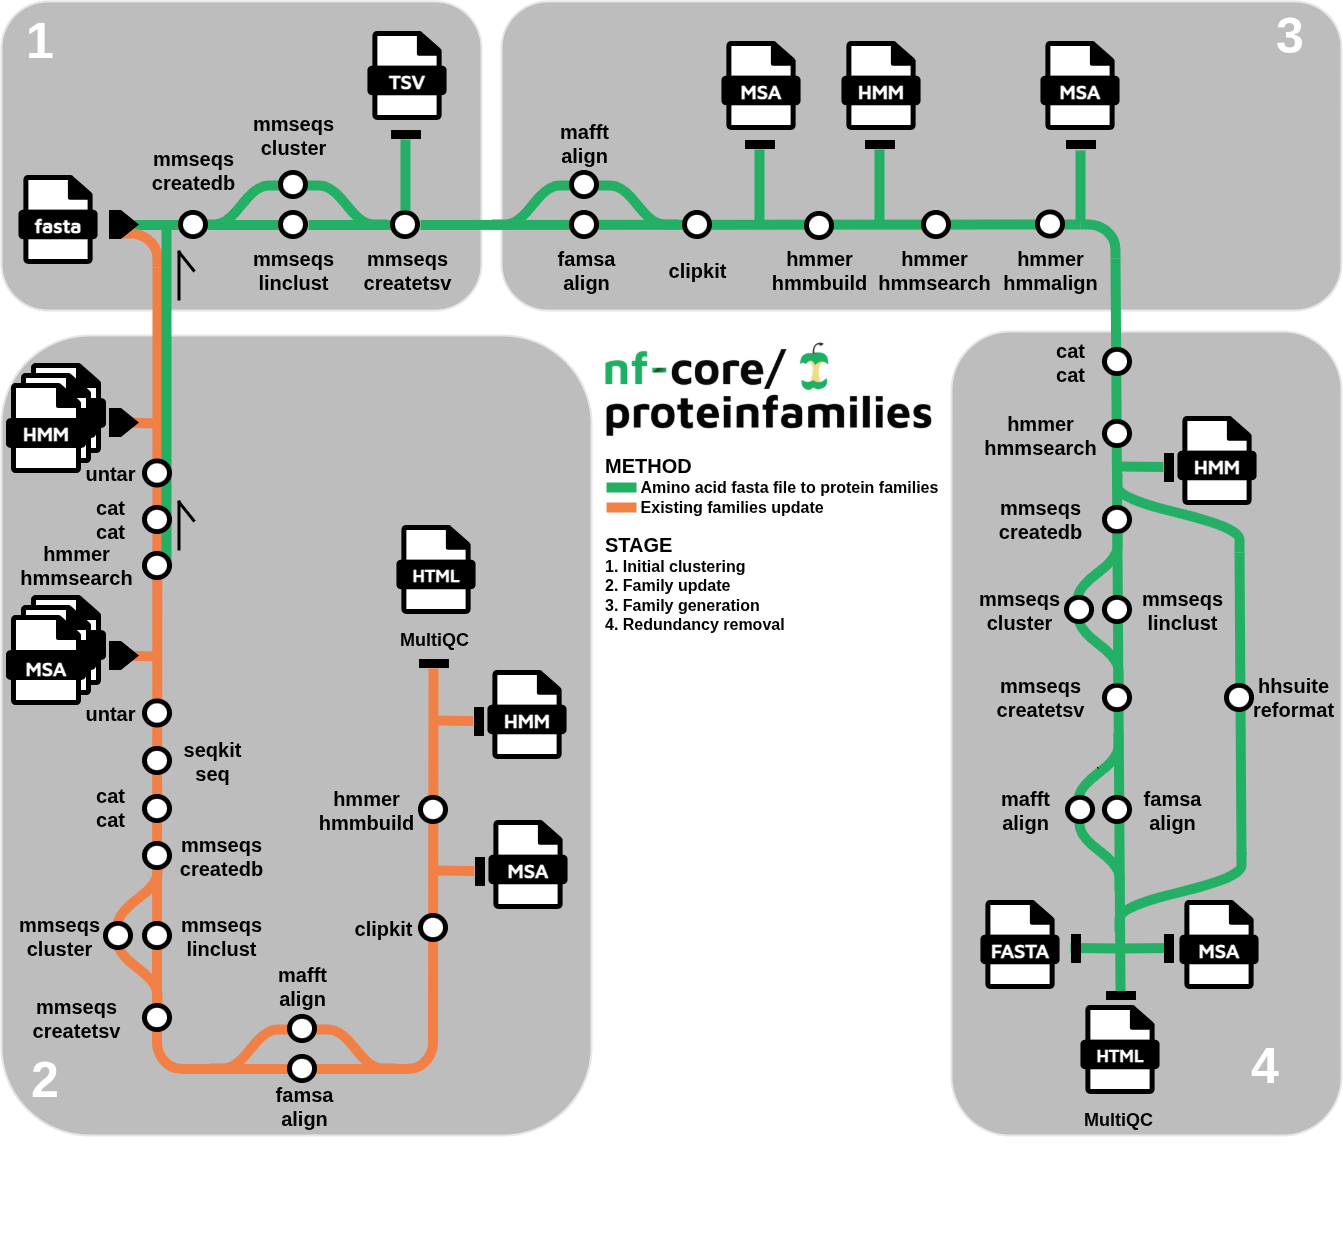 1
TSV
mmseqs
cluster
mmseqs
createdb
fasta
mmseqs
linclust
mmseqs
createtsv
3
MSA
HMM
MSA
mafft
align
famsa
align
clipkit
hmmer
hmmbuild
hmmer
hmmsearch
hmmer
hmmalign
nf-core/
proteinfamilies
METHOD
Amino acid fasta file to protein families
Existing families update
STAGE
1. Initial clustering
2. Family update
3. Family generation
4. Redundancy removal
HMM
untar
cat
cat
hmmer
hmmsearch
MSA
untar
seqkit
seq
cat
cat
mmseqs
createdb
mmseqs
cluster
mmseqs
linclust
mmseqs
createtsv
mafft
align
famsa
align
clipkit
MSA
hmmer
hmmbuild
HMM
HTML
MultiQC
2
cat
cat
hmmer
hmmsearch
HMM
mmseqs
createdb
mmseqs
cluster
mmseqs
linclust
mmseqs
createtsv
hhsuite
reformat
mafft
align
famsa
align
FASTA
MSA
HTML
MultiQC
4